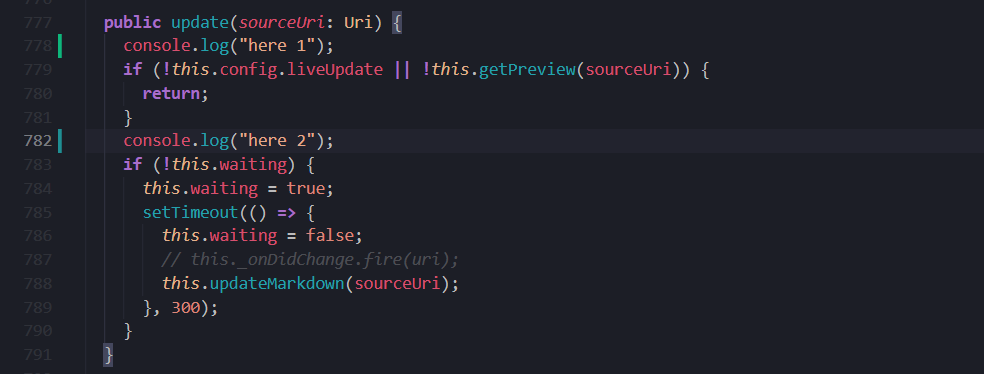 777 public update(sourceUri: Uri) {
778 console.log("here 1");
779 if (!this.config.liveUpdate || !this.getPreview(sourceUri)) {
780 return;
781 }
782 console.log("here 2");
783 if (!this.waiting) {
784 this.waiting = true;
785 setTimeout(() => {
786 this.waiting = false;
787 // this._onDidChange.fire(uri);
788 this.updateMarkdown(sourceUri);
789 }, 300);
790 }
791 }